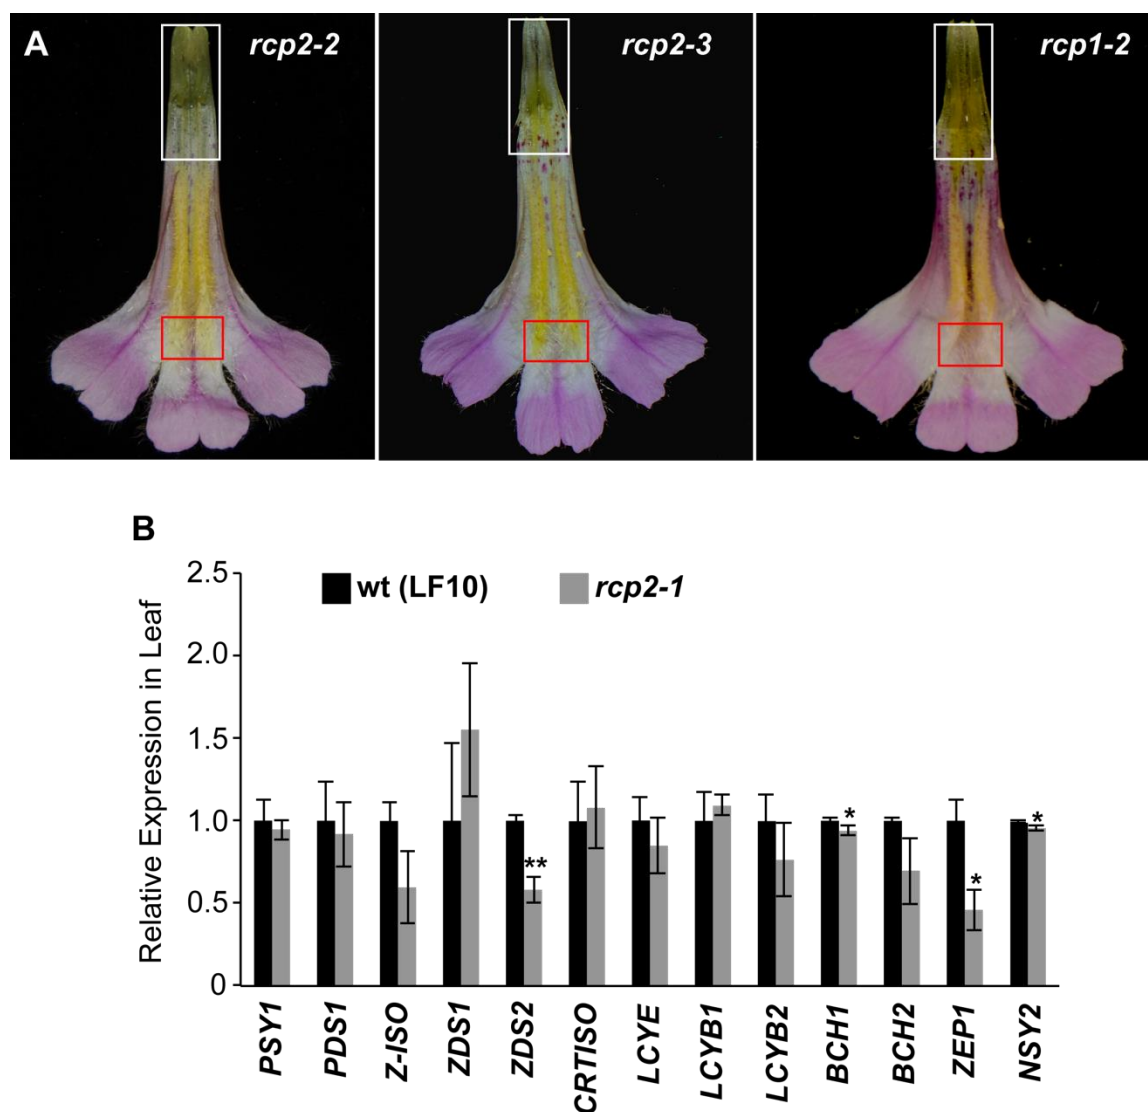 A
rcp2-2
rcp2-3
rcp1-2
B
wt (LF10)
rcp2-1
Relative Expression in Leaf
2.5
2.0
1.5
1.0
0.5
0
**
*
*
*
PSY1
PDS1
Z-ISO
ZDS1
ZDS2
CRTISO
LCYE
LCYB1
LCYB2
BCH1
BCH2
ZEP1
NSY2